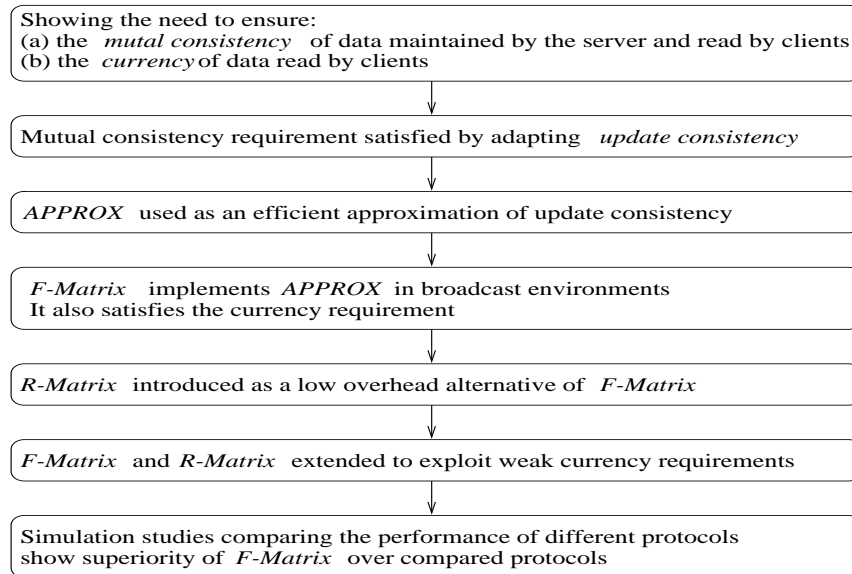 Showing the need to ensure:
(a) the mutal consistency of data maintained by the server and read by clients
(b) the currency of data read by clients
Mutual consistency requirement satisfied by adapting update consistency
APPROX used as an efficient approximation of update consistency
F-Matrix implements APPROX in broadcast environments
It also satisfies the currency requirement
R-Matrix introduced as a low overhead alternative of F-Matrix
F-Matrix and R-Matrix extended to exploit weak currency requirements
Simulation studies comparing the performance of different protocols
show superiority of F-Matrix over compared protocols